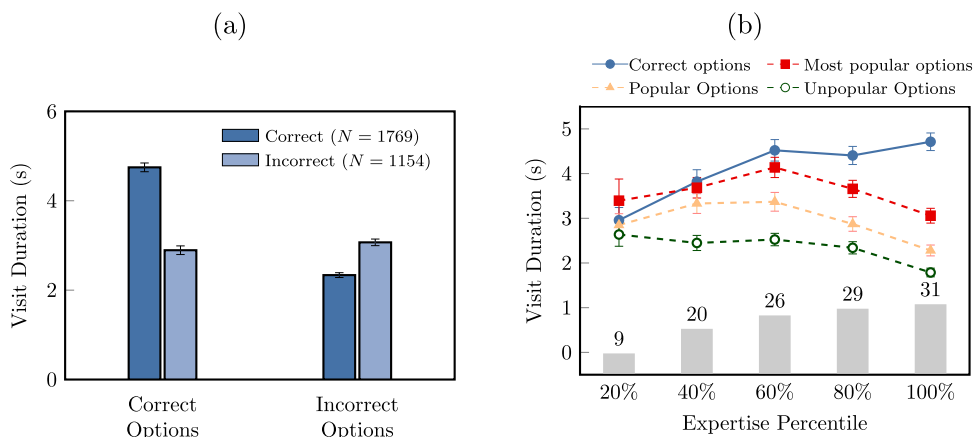 (a)
Visit Duration (s)
6
4
2
0
Correct (N = 1769)
Incorrect (N = 1154)
Correct
Options
Incorrect
Options
(b)
Correct options
Most popular options
Popular Options
Unpopular Options
Visit Duration (s)
5
4
3
2
1
0
9
20
26
29
31
20%
40%
60%
80%
100%
Expertise Percentile